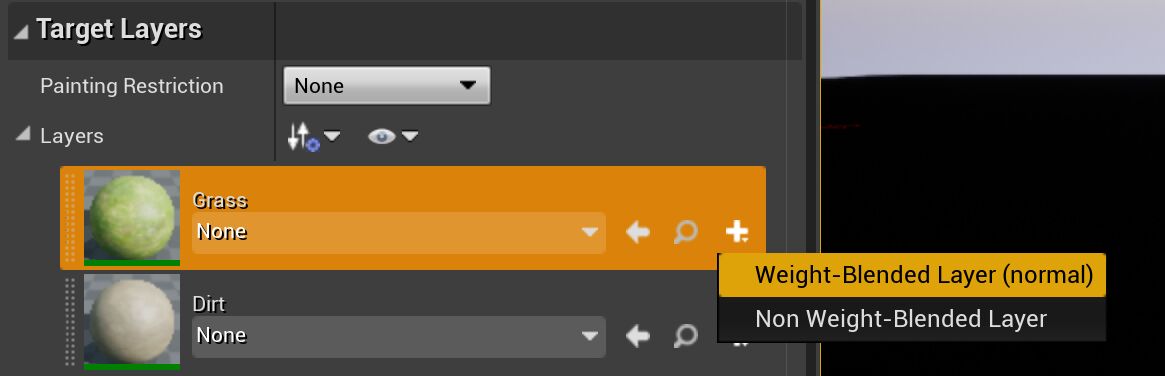 Target Layers
Painting Restriction
None
Layers
Grass
None
Weight-Blended Layer (normal)
Dirt
Non Weight-Blended Layer
None